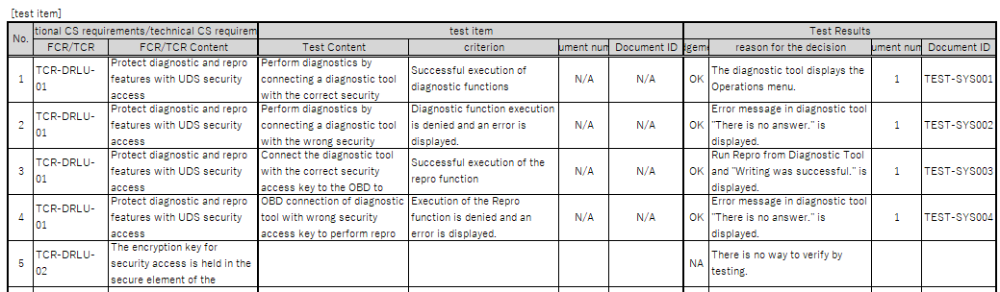 [test item]
No. tional CS requirements/technical CS requirem test item Test Results
FCR/TCR FCR/TCR Content Test Content criterion ument num Document ID dgeme reason for the decision ument num Document ID
1
TCR-DRLU-
01
Protect diagnostic and repro
features with UDS security
access
Perform diagnostics by
connecting a diagnostic tool
with the correct security
Successful execution of
diagnostic functions
N/A
N/A
OK
The diagnostic tool displays the
Operations menu.
1
TEST-SYS001
2
TCR-DRLU-
01
Protect diagnostic and repro
features with UDS security
access
Perform diagnostics by
connecting a diagnostic tool
with the wrong security
Diagnostic function execution
is denied and an error is
displayed.
N/A
N/A
OK
Error message in diagnostic tool
"There is no answer." is
displayed.
1
TEST-SYS002
3
TCR-DRLU-
01
Protect diagnostic and repro
features with UDS security
access
Connect the diagnostic tool
with the correct security
access key to the OBD to
Successful execution of the
repro function
N/A
N/A
OK
Run Repro from Diagnostic Tool
and "Writing was successful." is
displayed.
1
TEST-SYS003
4
TCR-DRLU-
01
Protect diagnostic and repro
features with UDS security
access
OBD connection of diagnostic
tool with wrong security
access key to perform repro
Execution of the Repro
function is denied and an
error is displayed.
N/A
N/A
OK
Error message in diagnostic tool
"There is no answer." is
displayed.
1
TEST-SYS004
5
TCR-DRLU-
02
The encryption key for
security access is held in the
secure element of the
NA
There is no way to verify by
testing.